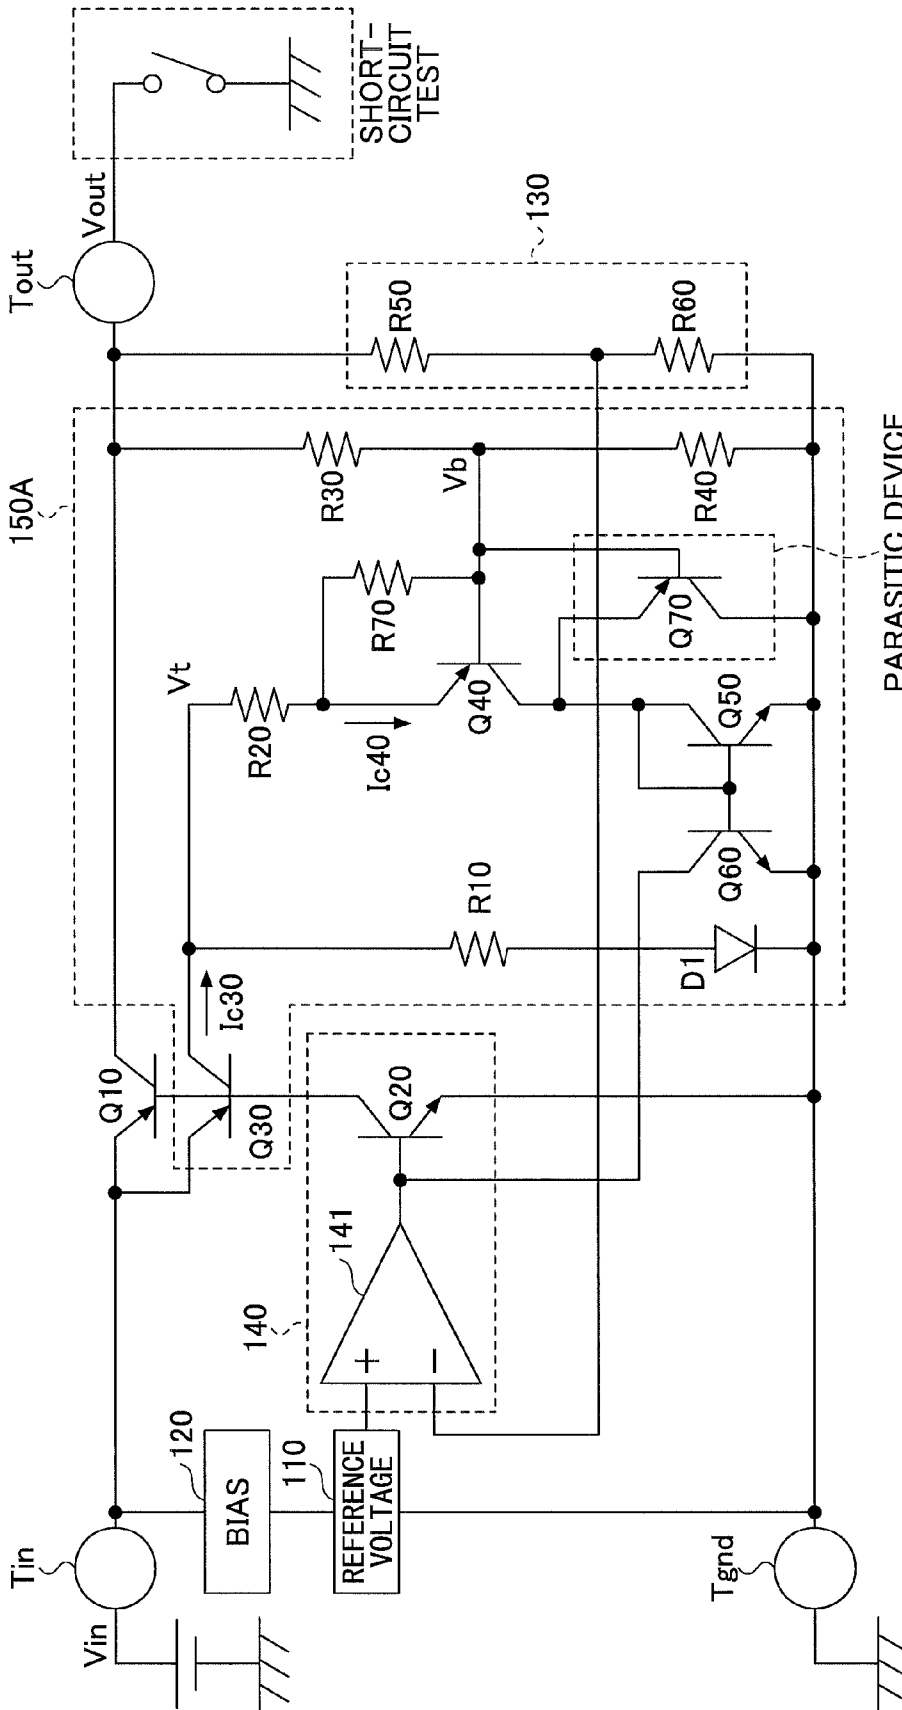 Vin
Tin
120
BIAS
110
REFERENCE
VOLTAGE
Tgnd
140
141
+
−
Q10
Q30
Q20
Ic30
150A
Vt
R10
D1
R20
Ic40
R70
Q40
Q60
Q50
Q70
R30
Vb
R40
PARASITIC DEVICE
130
R50
R60
Tout
Vout
SHORT-
CIRCUIT
TEST